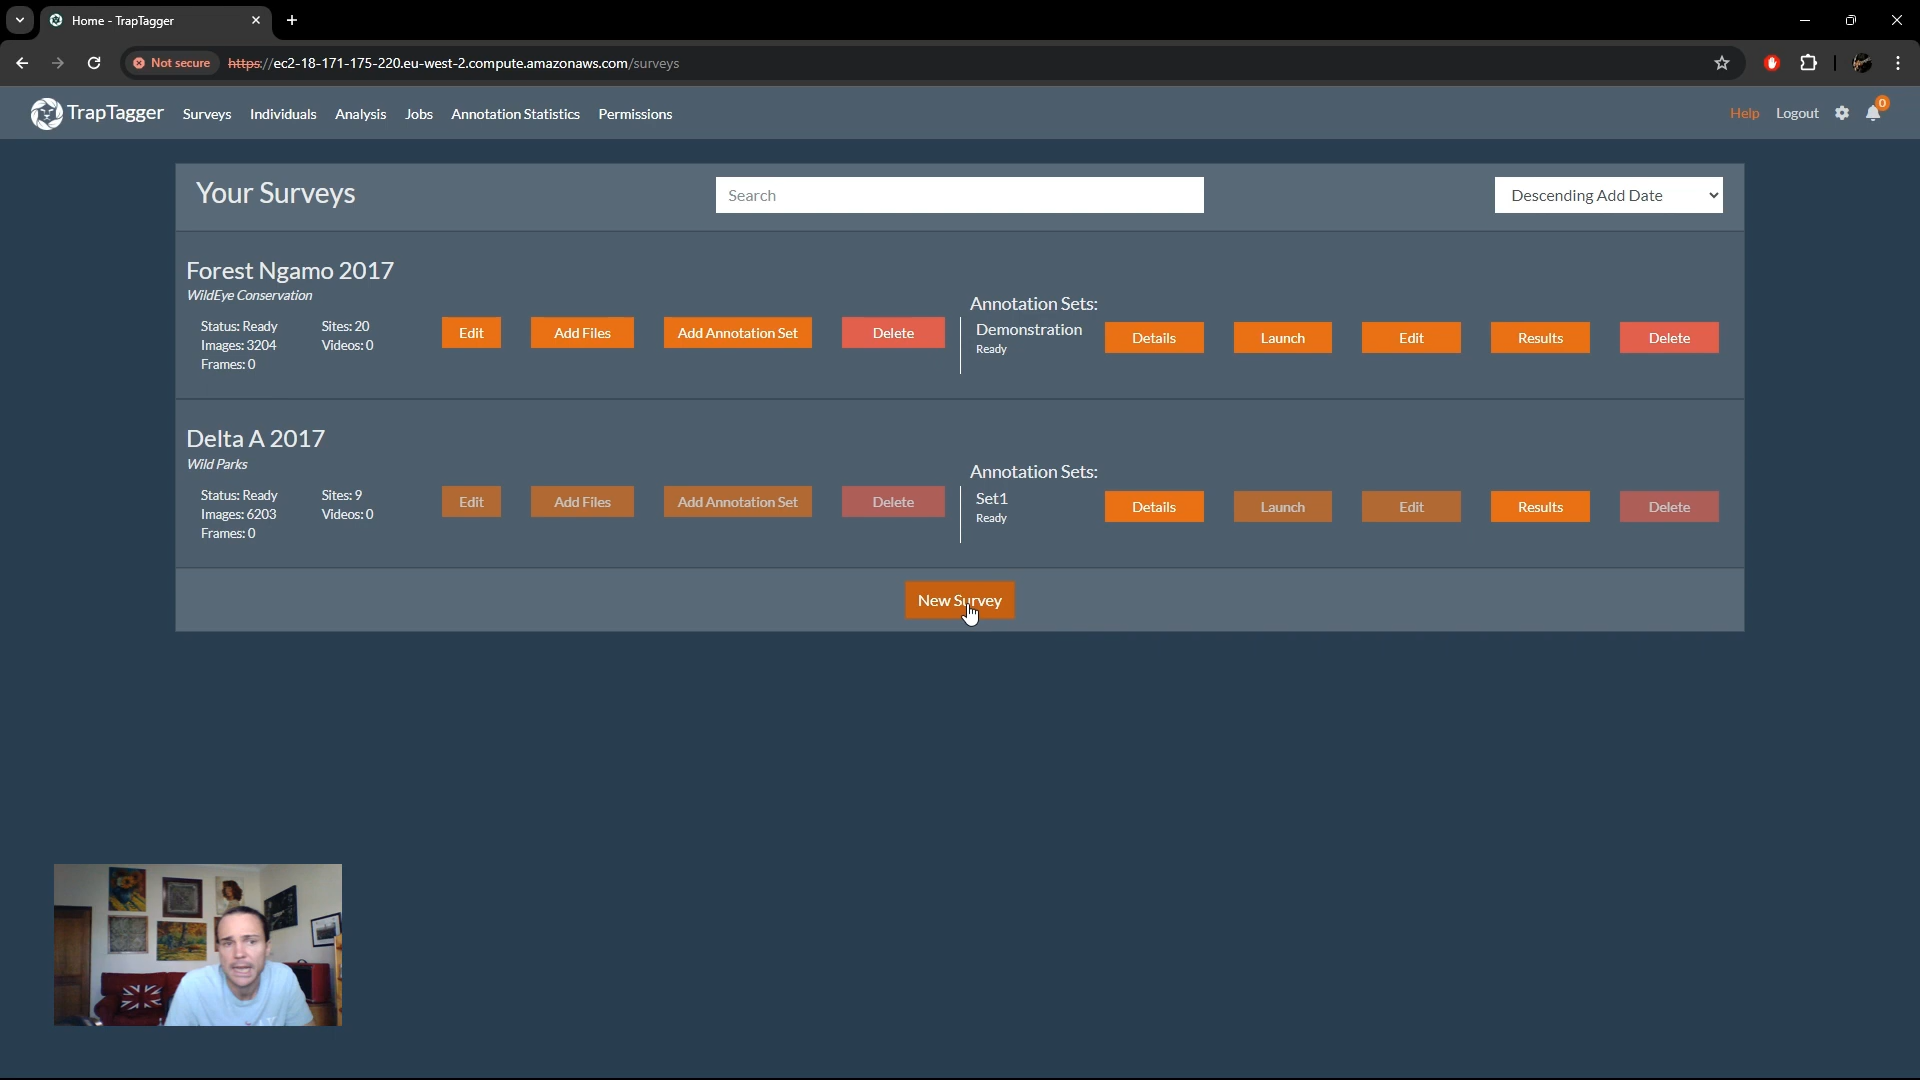 Home - TrapTagger
Not secure https://ec2-18-171-175-220.eu-west-2.compute.amazonaws.com/surveys
TrapTagger Surveys Individuals Analysis Jobs Annotation Statistics Permissions Help Logout 0
Your Surveys Search Descending Add Date
Forest Ngamo 2017
WildEye Conservation
Annotation Sets:
Status: Ready Sites: 20 Edit Add Files Add Annotation Set Delete Demonstration Details Launch Edit Results Delete
Images: 3204 Videos: 0 Ready
Frames: 0
Delta A 2017
Wild Parks
Annotation Sets:
Status: Ready Sites: 9 Edit Add Files Add Annotation Set Delete Set1 Details Launch Edit Results Delete
Images: 6203 Videos: 0 Ready
Frames: 0
New Survey